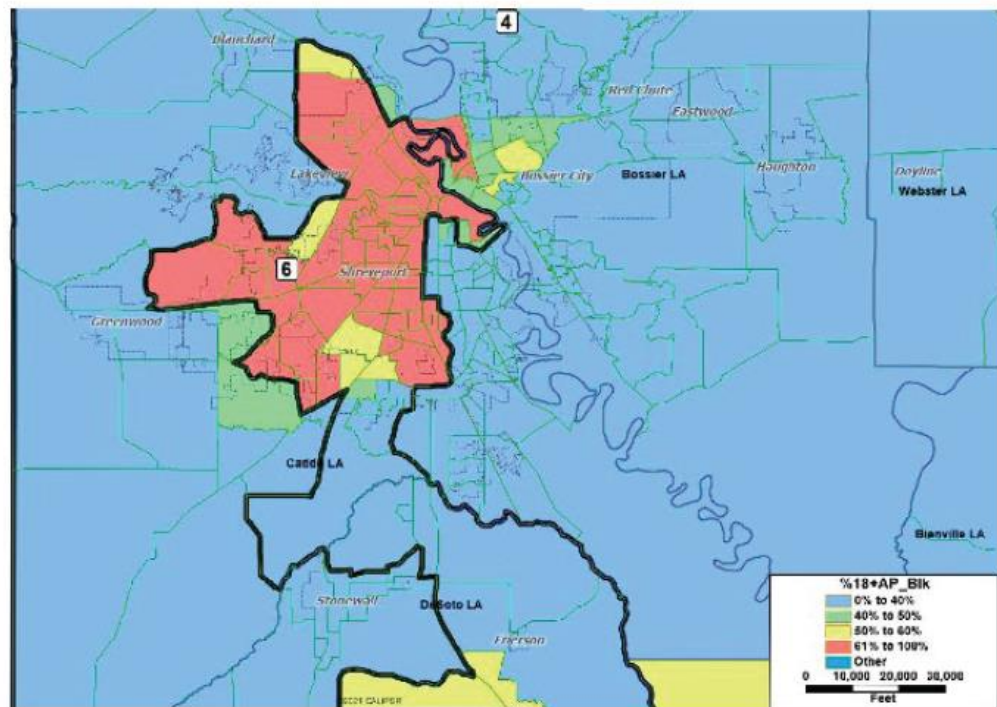 4
Blanchard
Red Chute
Eastwood
Lakeview
Bossier City
Bossier LA
Haughton
Doyline
Webster LA
6
Shreveport
Greenwood
Caddo LA
Bienville LA
Stonewall
DeSoto LA
Frierson
%18+AP_Blk
0% to 40%
40% to 50%
50% to 60%
61% to 100%
Other
0 10,000 20,000 30,000
Feet
©2021 CALIPER